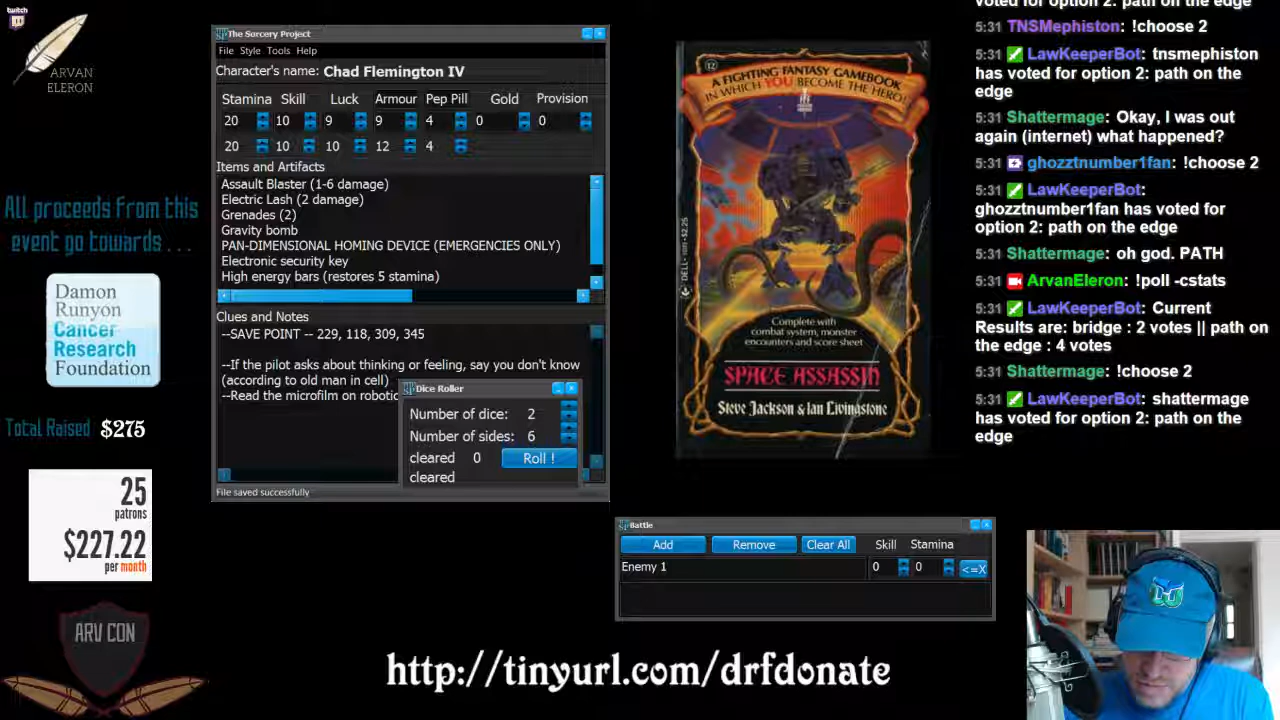 twitch
ARVAN
ELERON
All proceeds from this
event go towards . . .
Damon
Runyon
Cancer
Research
Foundation
Total Raised $275
25
patrons
$227.22
per month
ARV CON
The Sorcery Project
File Style Tools Help
Character's name: Chad Flemington IV
Stamina Skill Luck Armour Pep Pill Gold Provision
20 10 9 9 4 0 0
20 10 10 12 4
Items and Artifacts
Assault Blaster (1-6 damage)
Electric Lash (2 damage)
Grenades (2)
Gravity bomb
PAN-DIMENSIONAL HOMING DEVICE (EMERGENCIES ONLY)
Electronic security key
High energy bars (restores 5 stamina)
Clues and Notes
--SAVE POINT -- 229, 118, 309, 345
--If the pilot asks about thinking or feeling, say you don't know
(according to old man in cell)
--Read the microfilm on robotic
File saved successfully
Dice Roller
Number of dice: 2
Number of sides: 6
cleared 0 Roll !
cleared
12
A FIGHTING FANTASY GAMEBOOK
IN WHICH YOU BECOME THE HERO!
Complete with
combat system, monster
encounters and score sheet
SPACE ASSASSIN
Steve Jackson & Ian Livingstone
Battle
Add Remove Clear All Skill Stamina
Enemy 1 0 0 <=X
http://tinyurl.com/drfdonate
voted for option 2: path on the edge
5:31 TNSMephiston: !choose 2
5:31 LawKeeperBot: tnsmephiston
has voted for option 2: path on the
edge
5:31 Shattermage: Okay, I was out
again (internet) what happened?
5:31 ghozztnumber1fan: !choose 2
5:31 LawKeeperBot:
ghozztnumber1fan has voted for
option 2: path on the edge
5:31 Shattermage: oh god. PATH
5:31 ArvanEleron: !poll -cstats
5:31 LawKeeperBot: Current
Results are: bridge : 2 votes || path on
the edge : 4 votes
5:31 Shattermage: !choose 2
5:31 LawKeeperBot: shattermage
has voted for option 2: path on the
edge